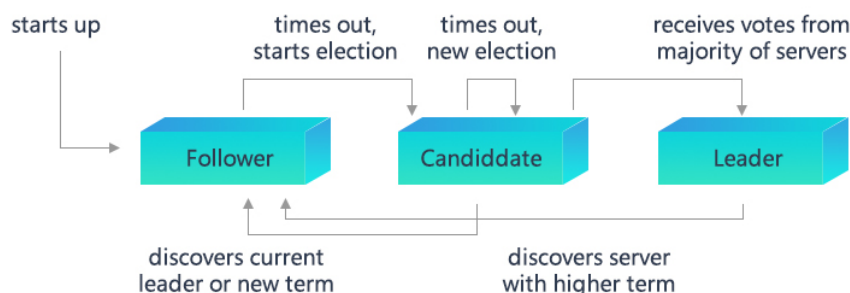 starts up
times out,
starts election
times out,
new election
receives votes from
majority of servers
Follower
Candiddate
Leader
discovers current
leader or new term
discovers server
with higher term